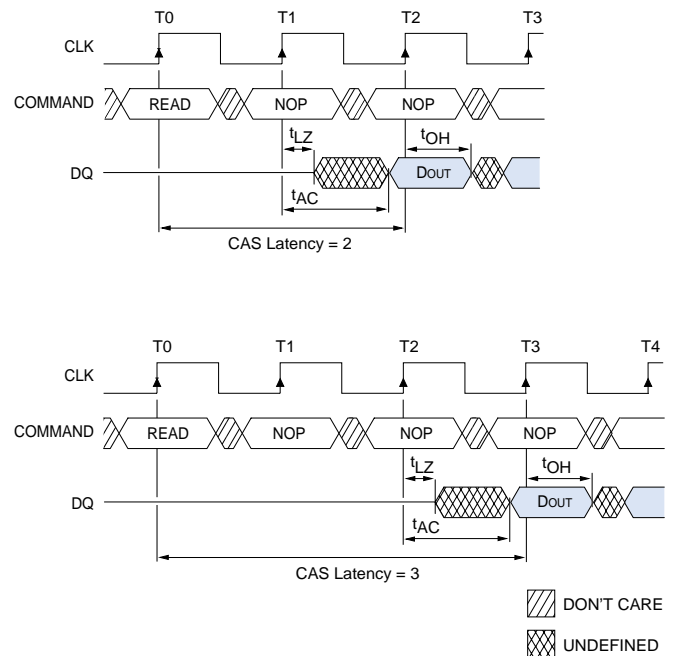 T0 T1 T2 T3
CLK
COMMAND READ NOP NOP
tLZ tOH
DQ DOUT
tAC
CAS Latency = 2
T0 T1 T2 T3 T4
CLK
COMMAND READ NOP NOP NOP
tLZ tOH
DQ DOUT
tAC
CAS Latency = 3
DON'T CARE
UNDEFINED